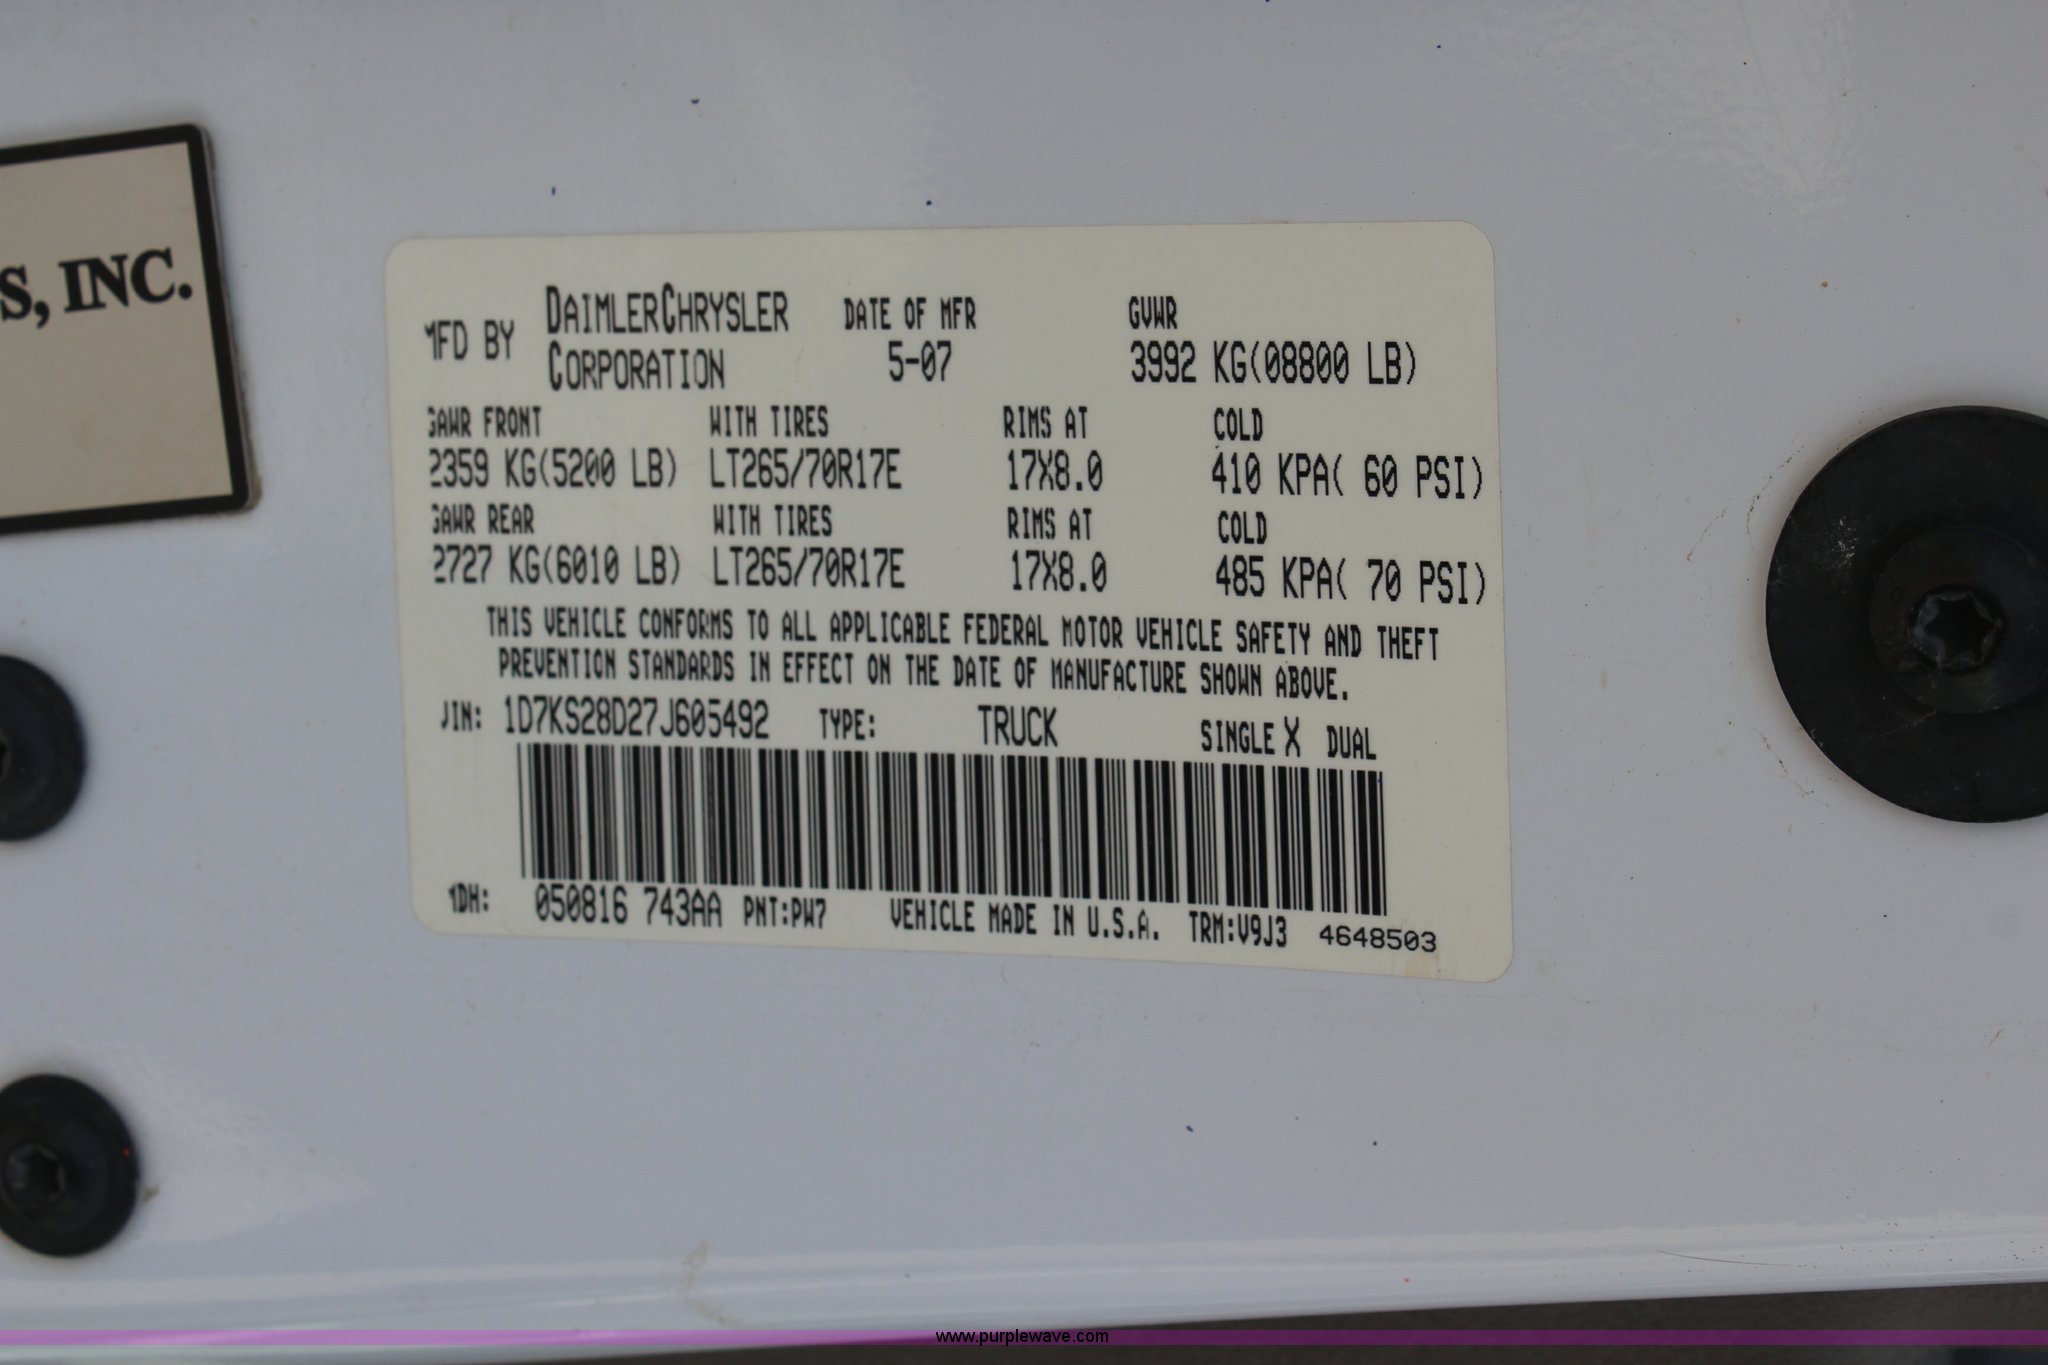 S, INC.
MFD BY DAIMLERCHRYSLER CORPORATION DATE OF MFR 5-07 GVWR 3992 KG(08800 LB)
GAWR FRONT WITH TIRES RIMS AT COLD
2359 KG(5200 LB) LT265/70R17E 17X8.0 410 KPA( 60 PSI)
GAWR REAR WITH TIRES RIMS AT COLD
2727 KG(6010 LB) LT265/70R17E 17X8.0 485 KPA( 70 PSI)
THIS VEHICLE CONFORMS TO ALL APPLICABLE FEDERAL MOTOR VEHICLE SAFETY AND THEFT
PREVENTION STANDARDS IN EFFECT ON THE DATE OF MANUFACTURE SHOWN ABOVE.
VIN: 1D7KS28D27J605492 TYPE: TRUCK SINGLE X DUAL
MDH: 050816 743AA PNT:PW7 VEHICLE MADE IN U.S.A. TRM:V9J3 4648503
www.purplewave.com